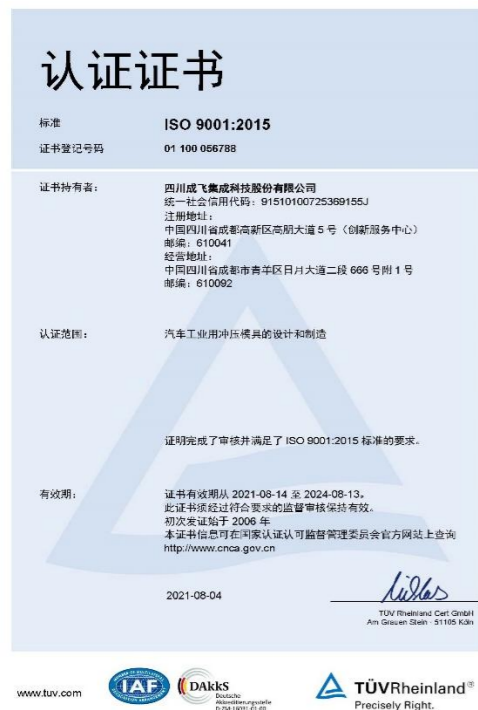 认证证书
标准 ISO 9001:2015
证书登记号码 01 100 056788
证书持有者： 四川成飞集成科技股份有限公司
统一社会信用代码：91510100725369155J
注册地址：
中国四川省成都高新区高朋大道 5 号（创新服务中心）
邮编：610041
经营地址：
中国四川省成都市青羊区日月大道二段 666 号附 1 号
邮编：610092
认证范围： 汽车工业用冲压模具的设计和制造
证明完成了审核并满足了 ISO 9001:2015 标准的要求。
有效期： 证书有效期从 2021-08-14 至 2024-08-13。
此证书须经过符合要求的监督审核保持有效。
初次发证始于 2006 年
本证书信息可在国家认证认可监督管理委员会官方网站上查询
http://www.cnca.gov.cn
2021-08-04
TÜV Rheinland Cert GmbH
Am Grauen Stein · 51105 Köln
www.tuv.com
IAF
DAkkS
Deutsche
Akkreditierungsstelle
D-ZM-16031-01-00
TÜVRheinland®
Precisely Right.